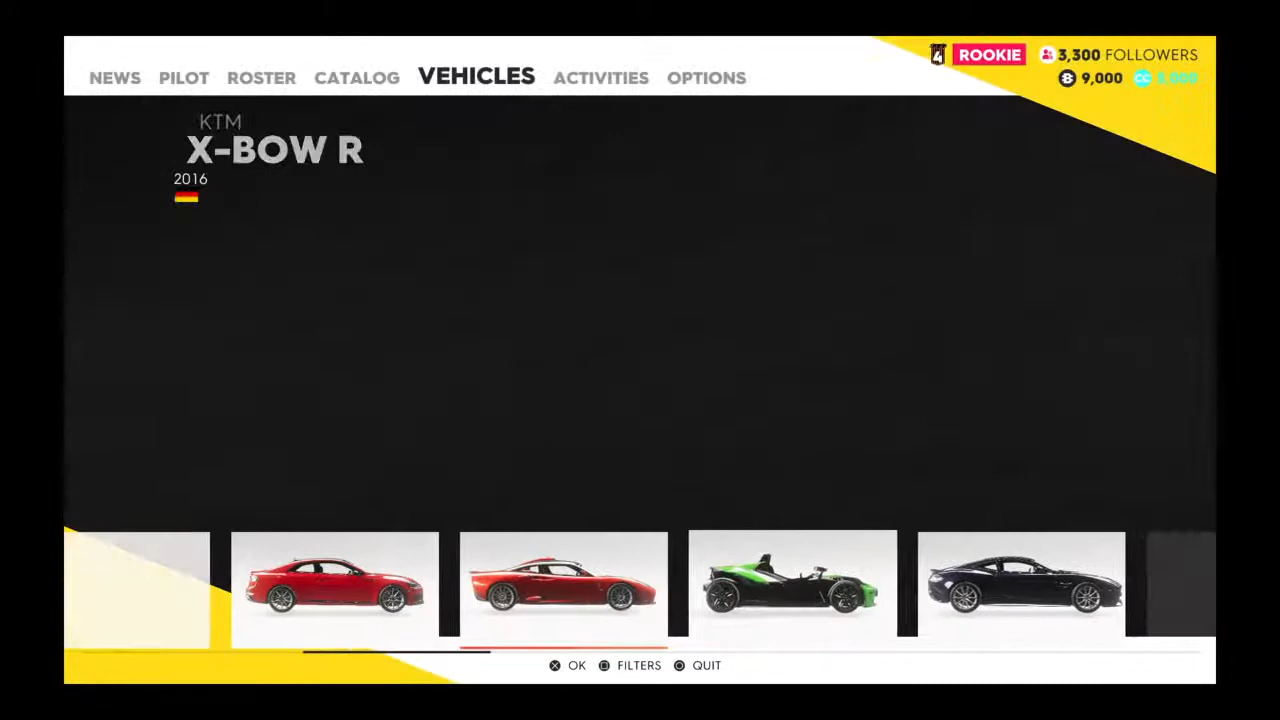 NEWS PILOT ROSTER CATALOG VEHICLES ACTIVITIES OPTIONS
4 ROOKIE 3,300 FOLLOWERS
9,000 CC
KTM
X-BOW R
2016
OK FILTERS QUIT